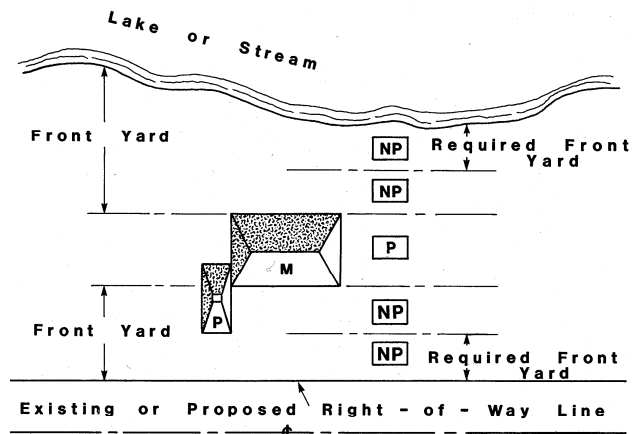 Lake or Stream
Front Yard
NP
Required Front
Yard
NP
P
M
P
NP
Front Yard
NP
Required Front
Yard
Existing or Proposed Right - of - Way Line